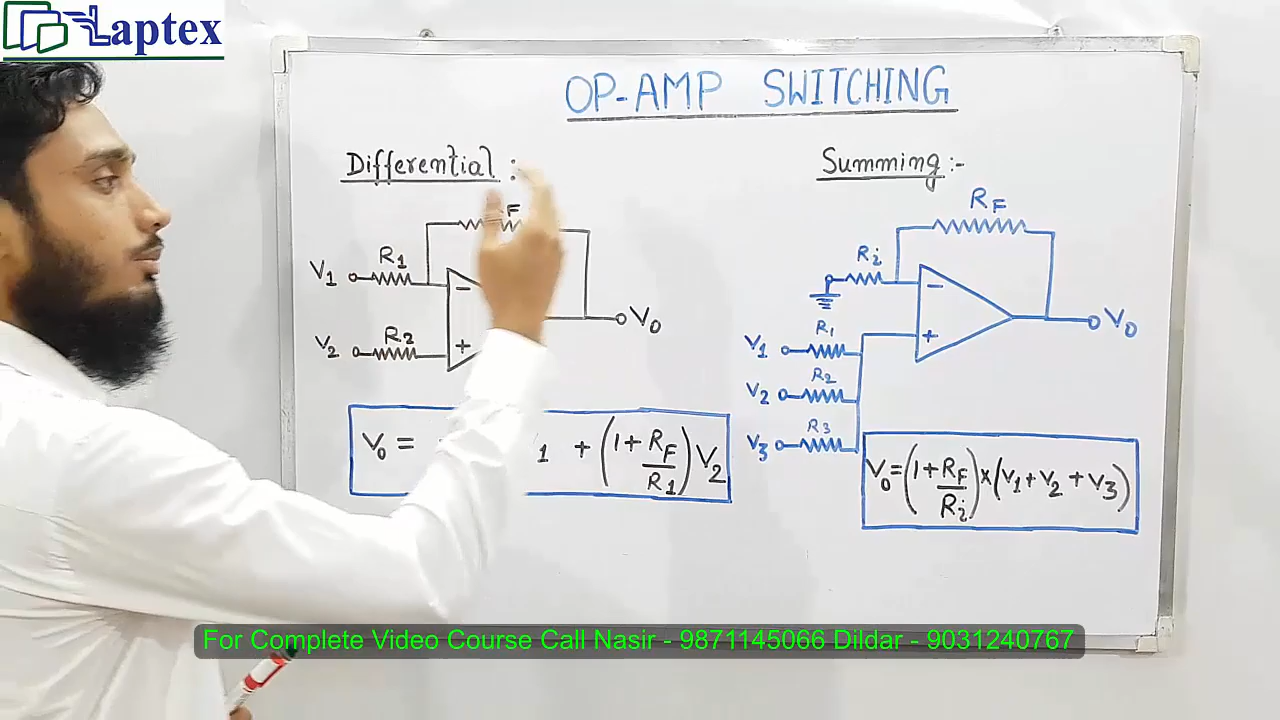 Laptex
OP-AMP SWITCHING
Differential :
F
R1
V1
R2
V2
-
+
V0
V0 = 1 + (1+RF/R1)V2
Summing :-
RF
Ri
-
+
V0
R1
V1
R2
V2
R3
V3
V0=(1+RF/Ri)×(V1+V2+V3)
For Complete Video Course Call Nasir - 9871145066 Dildar - 9031240767